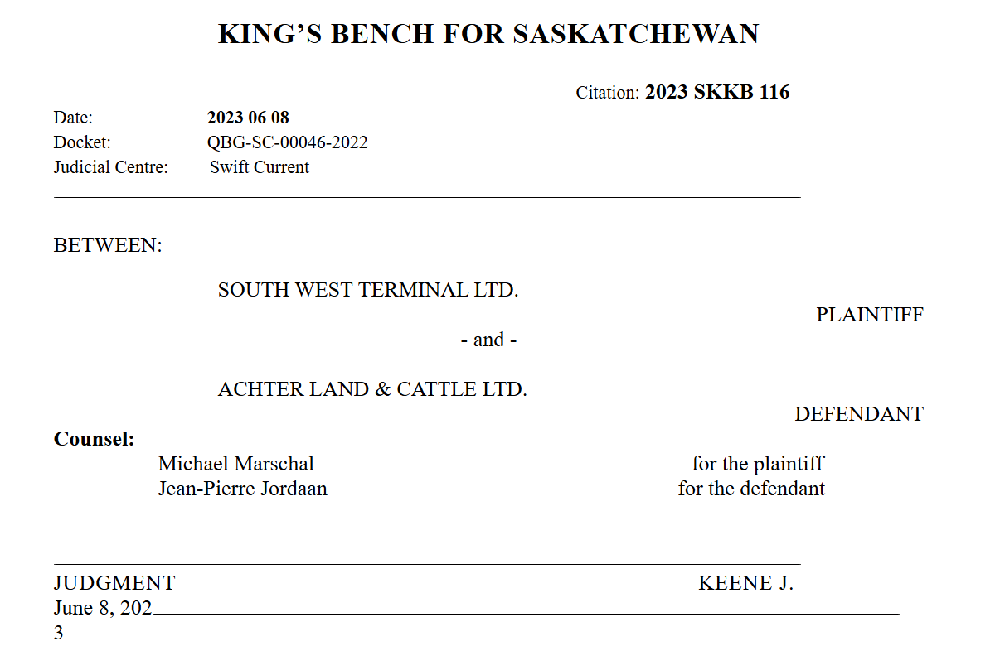 KING’S BENCH FOR SASKATCHEWAN
Citation: 2023 SKKB 116
Date: 2023 06 08
Docket: QBG-SC-00046-2022
Judicial Centre: Swift Current
BETWEEN:
SOUTH WEST TERMINAL LTD.
PLAINTIFF
- and -
ACHTER LAND & CATTLE LTD.
DEFENDANT
Counsel:
Michael Marschal for the plaintiff
Jean-Pierre Jordaan for the defendant
JUDGMENT KEENE J.
June 8, 202
3